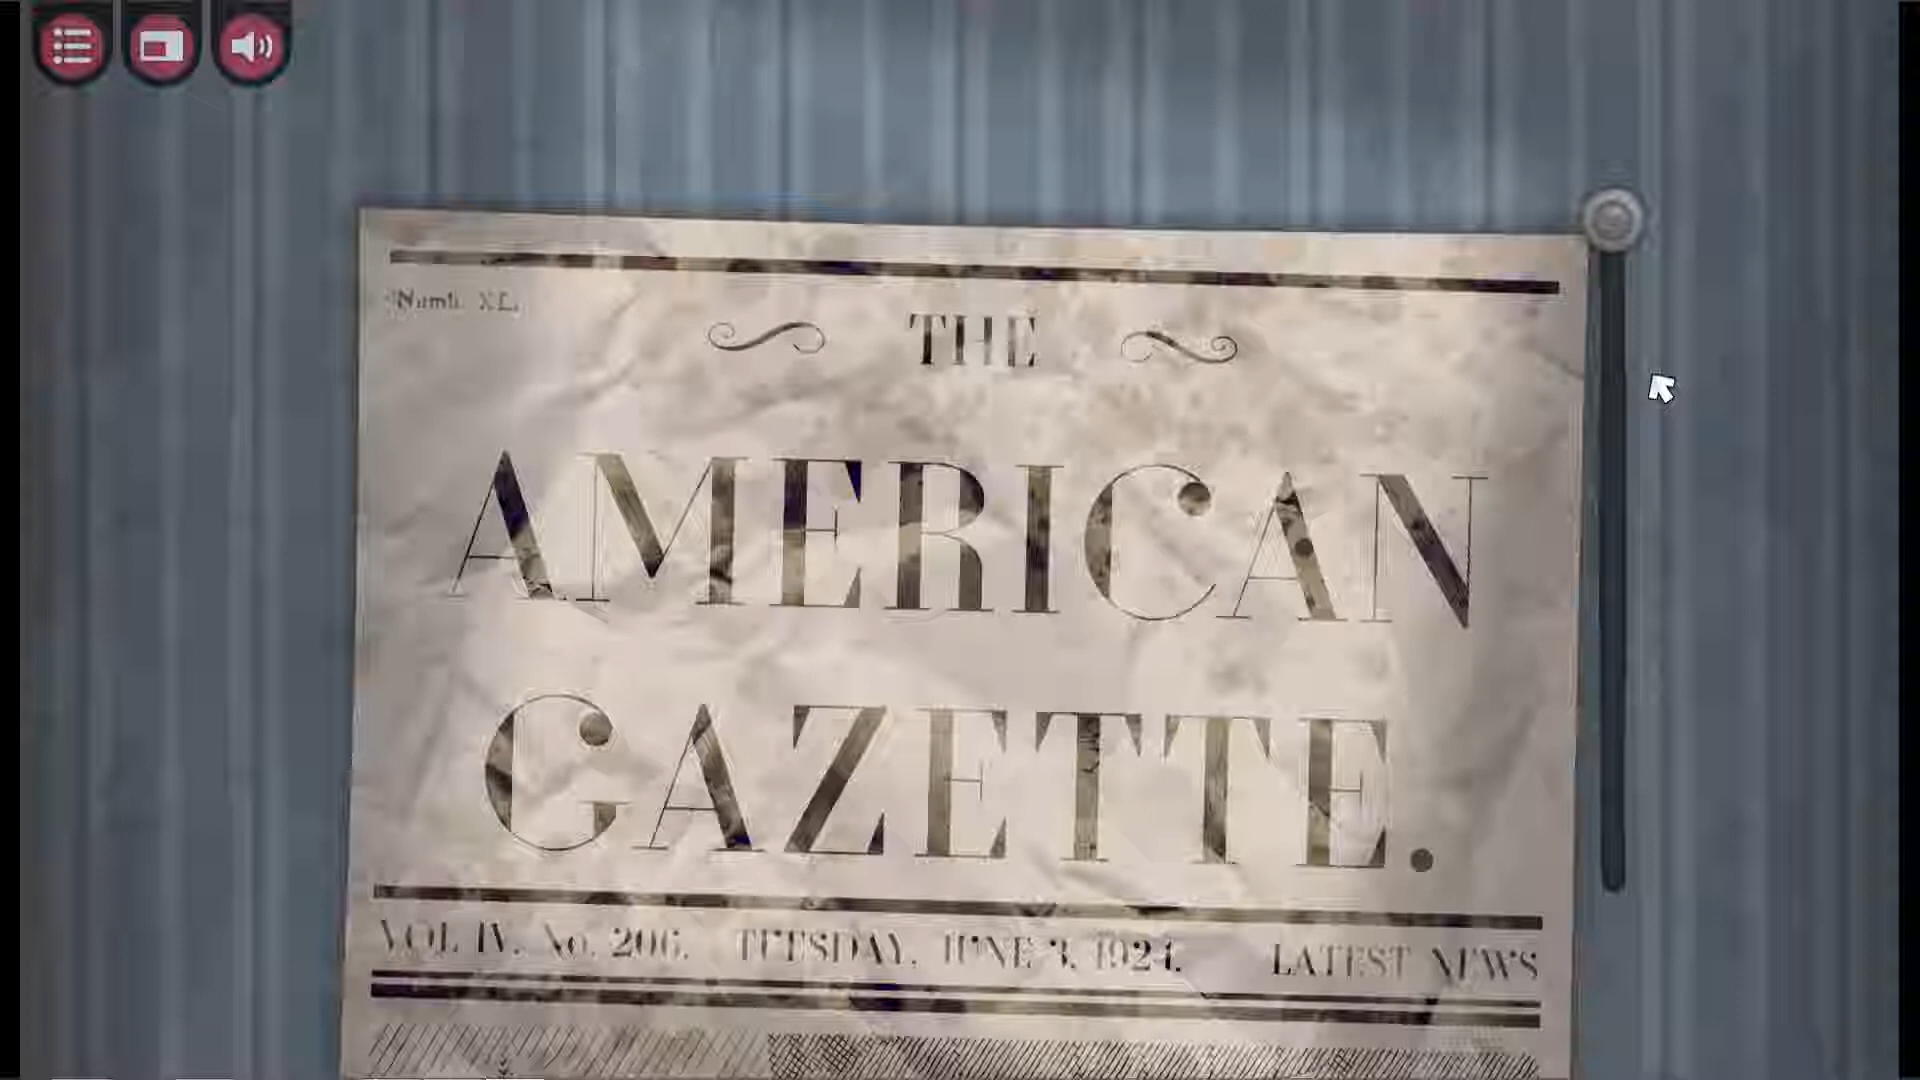 Numb. XL.
THE
AMERICAN
GAZETTE.
VOL IV. No. 206. TUESDAY, JUNE 3, 1924. LATEST NEWS